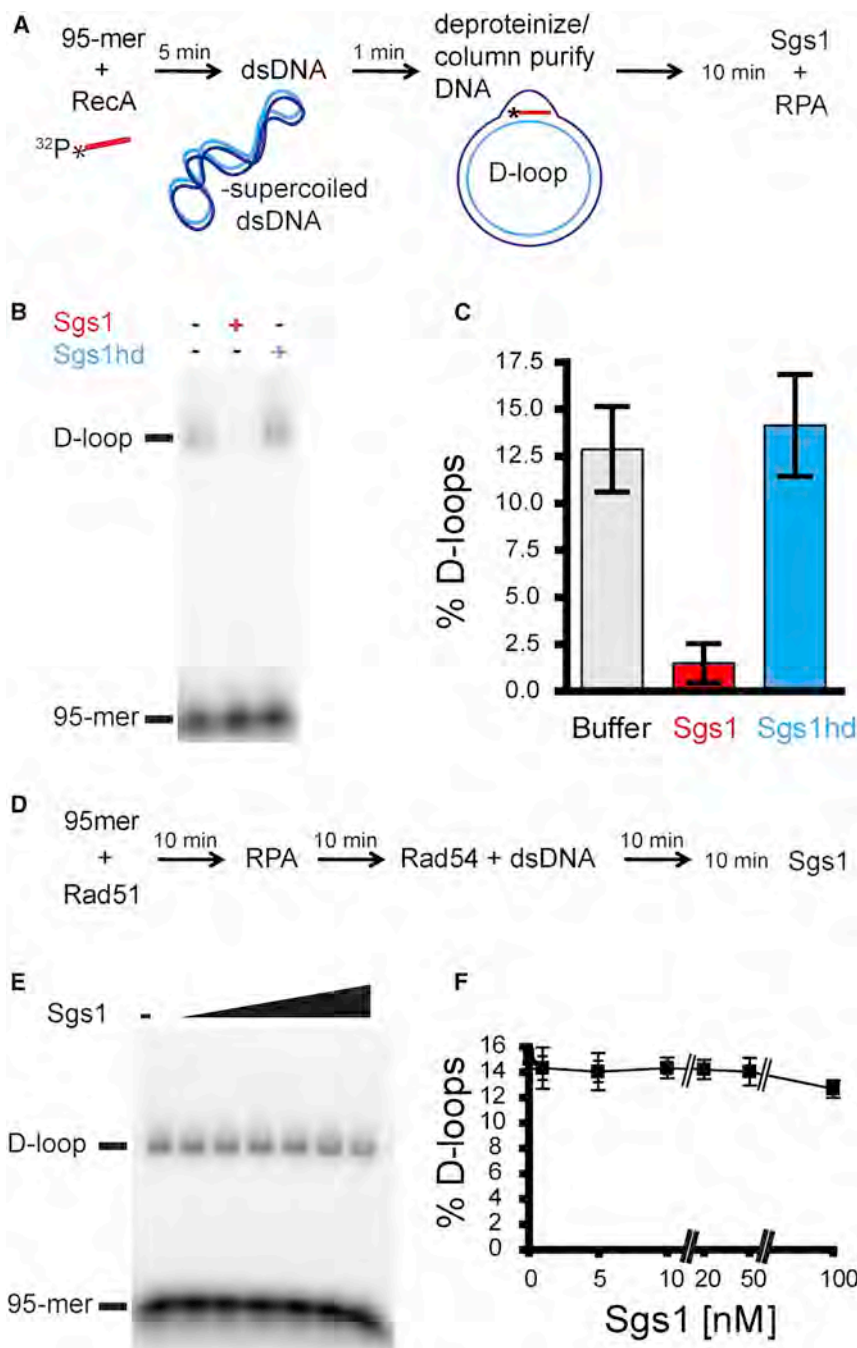 A
95-mer
+
RecA
5 min
dsDNA
1 min
deproteinize/
column purify
DNA
10 min
Sgs1
+
RPA
32P*
-supercoiled
dsDNA
*
D-loop
B
Sgs1 - + -
Sgs1hd - - +
D-loop
95-mer
C
% D-loops
17.5
15.0
12.5
10.0
7.5
5.0
2.5
0.0
Buffer Sgs1 Sgs1hd
D
95mer
+
Rad51
10 min
RPA
10 min
Rad54 + dsDNA
10 min
10 min
Sgs1
E
Sgs1 -
D-loop
95-mer
F
% D-loops
16
14
12
10
8
6
4
2
0
0 5 10 20 50 100
Sgs1 [nM]